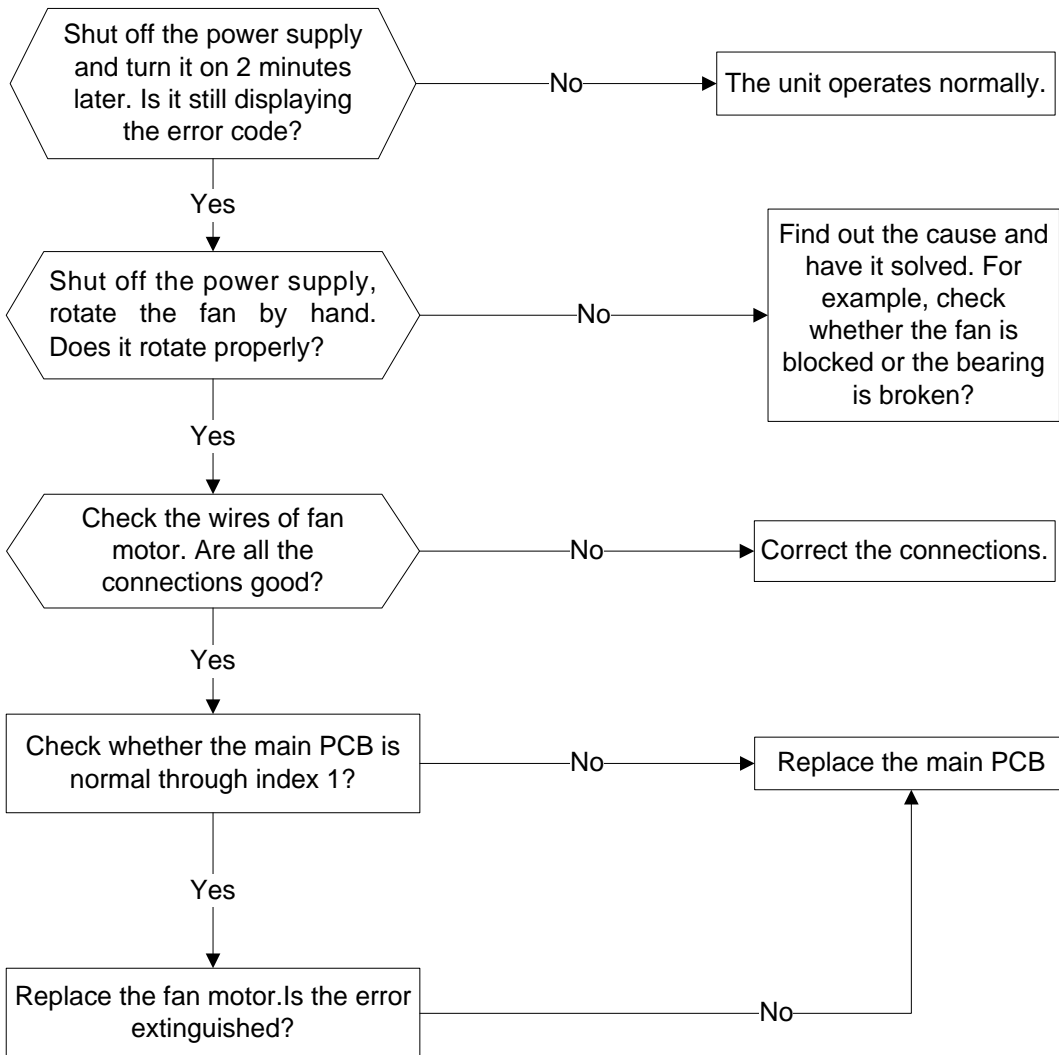 Shut off the power supply
and turn it on 2 minutes
later. Is it still displaying
the error code?
No
The unit operates normally.
Yes
Shut off the power supply,
rotate the fan by hand.
Does it rotate properly?
No
Find out the cause and
have it solved. For
example, check
whether the fan is
blocked or the bearing
is broken?
Yes
Check the wires of fan
motor. Are all the
connections good?
No
Correct the connections.
Yes
Check whether the main PCB is
normal through index 1?
No
Replace the main PCB
Yes
Replace the fan motor.Is the error
extinguished?
No